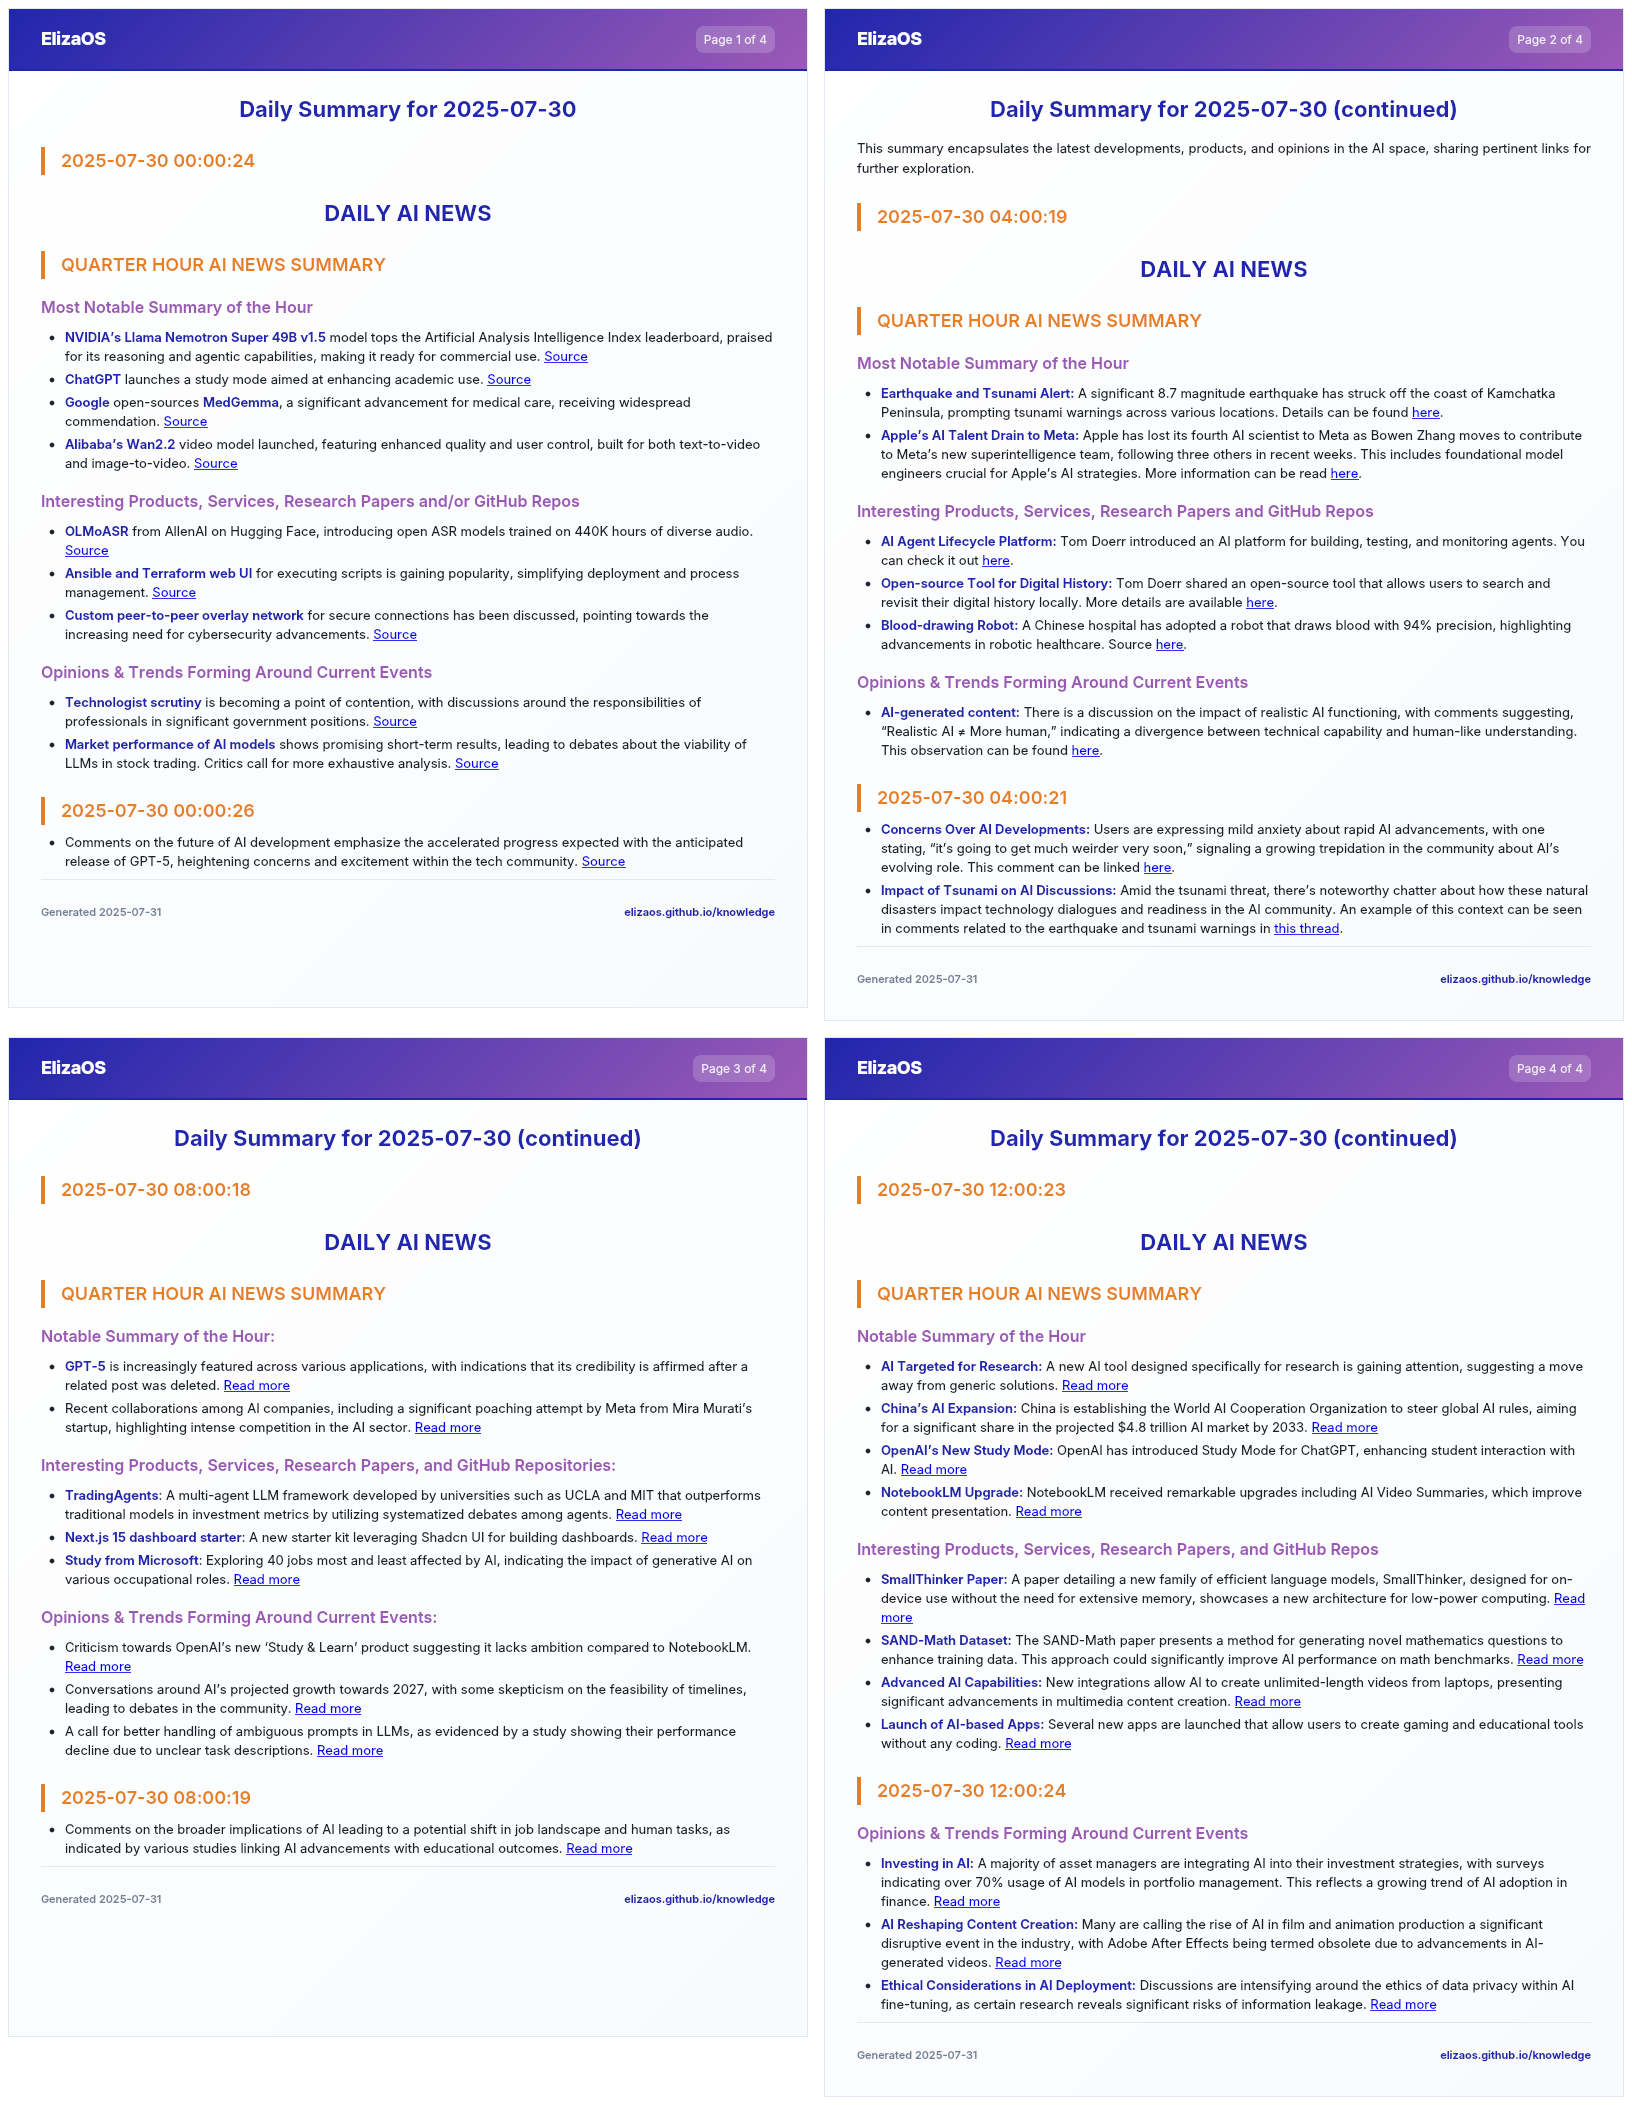 ElizaOS
Page 1 of 4
Daily Summary for 2025-07-30
2025-07-30 00:00:24
DAILY AI NEWS
QUARTER HOUR AI NEWS SUMMARY
Most Notable Summary of the Hour
• NVIDIA's Llama Nemotron Super 49B v1.5 model tops the Artificial Analysis Intelligence Index leaderboard, praised
for its reasoning and agentic capabilities, making it ready for commercial use. Source
• ChatGPT launches a study mode aimed at enhancing academic use. Source
• Google open-sources MedGemma, a significant advancement for medical care, receiving widespread
commendation. Source
• Alibaba's Wan2.2 video model launched, featuring enhanced quality and user control, built for both text-to-video
and image-to-video. Source
Interesting Products, Services, Research Papers and/or GitHub Repos
• OLMoASR from AllenAI on Hugging Face, introducing open ASR models trained on 440K hours of diverse audio.
Source
• Ansible and Terraform web UI for executing scripts is gaining popularity, simplifying deployment and process
management. Source
• Custom peer-to-peer overlay network for secure connections has been discussed, pointing towards the
increasing need for cybersecurity advancements. Source
Opinions & Trends Forming Around Current Events
• Technologist scrutiny is becoming a point of contention, with discussions around the responsibilities of
professionals in significant government positions. Source
• Market performance of AI models shows promising short-term results, leading to debates about the viability of
LLMs in stock trading. Critics call for more exhaustive analysis. Source
2025-07-30 00:00:26
• Comments on the future of AI development emphasize the accelerated progress expected with the anticipated
release of GPT-5, heightening concerns and excitement within the tech community. Source
Generated 2025-07-31
elizaos.github.io/knowledge
ElizaOS
Page 2 of 4
Daily Summary for 2025-07-30 (continued)
This summary encapsulates the latest developments, products, and opinions in the AI space, sharing pertinent links for
further exploration.
2025-07-30 04:00:19
DAILY AI NEWS
QUARTER HOUR AI NEWS SUMMARY
Most Notable Summary of the Hour
• Earthquake and Tsunami Alert: A significant 8.7 magnitude earthquake has struck off the coast of Kamchatka
Peninsula, prompting tsunami warnings across various locations. Details can be found here.
• Apple's AI Talent Drain to Meta: Apple has lost its fourth AI scientist to Meta as Bowen Zhang moves to contribute
to Meta's new superintelligence team, following three others in recent weeks. This includes foundational model
engineers crucial for Apple's AI strategies. More information can be read here.
Interesting Products, Services, Research Papers and GitHub Repos
• AI Agent Lifecycle Platform: Tom Doerr introduced an AI platform for building, testing, and monitoring agents. You
can check it out here.
• Open-source Tool for Digital History: Tom Doerr shared an open-source tool that allows users to search and
revisit their digital history locally. More details are available here.
• Blood-drawing Robot: A Chinese hospital has adopted a robot that draws blood with 94% precision, highlighting
advancements in robotic healthcare. Source here.
Opinions & Trends Forming Around Current Events
• AI-generated content: There is a discussion on the impact of realistic AI functioning, with comments suggesting,
“Realistic AI ≠ More human,” indicating a divergence between technical capability and human-like understanding.
This observation can be found here.
2025-07-30 04:00:21
• Concerns Over AI Developments: Users are expressing mild anxiety about rapid AI advancements, with one
stating, “it's going to get much weirder very soon,” signaling a growing trepidation in the community about AI's
evolving role. This comment can be linked here.
• Impact of Tsunami on AI Discussions: Amid the tsunami threat, there's noteworthy chatter about how these natural
disasters impact technology dialogues and readiness in the AI community. An example of this context can be seen
in comments related to the earthquake and tsunami warnings in this thread.
Generated 2025-07-31
elizaos.github.io/knowledge
ElizaOS
Page 3 of 4
Daily Summary for 2025-07-30 (continued)
2025-07-30 08:00:18
DAILY AI NEWS
QUARTER HOUR AI NEWS SUMMARY
Notable Summary of the Hour:
• GPT-5 is increasingly featured across various applications, with indications that its credibility is affirmed after a
related post was deleted. Read more
• Recent collaborations among AI companies, including a significant poaching attempt by Meta from Mira Murati's
startup, highlighting intense competition in the AI sector. Read more
Interesting Products, Services, Research Papers, and GitHub Repositories:
• TradingAgents: A multi-agent LLM framework developed by universities such as UCLA and MIT that outperforms
traditional models in investment metrics by utilizing systematized debates among agents. Read more
• Next.js 15 dashboard starter: A new starter kit leveraging Shadcn UI for building dashboards. Read more
• Study from Microsoft: Exploring 40 jobs most and least affected by AI, indicating the impact of generative AI on
various occupational roles. Read more
Opinions & Trends Forming Around Current Events:
• Criticism towards OpenAI's new ‘Study & Learn’ product suggesting it lacks ambition compared to NotebookLM.
Read more
• Conversations around AI's projected growth towards 2027, with some skepticism on the feasibility of timelines,
leading to debates in the community. Read more
• A call for better handling of ambiguous prompts in LLMs, as evidenced by a study showing their performance
decline due to unclear task descriptions. Read more
2025-07-30 08:00:19
• Comments on the broader implications of AI leading to a potential shift in job landscape and human tasks, as
indicated by various studies linking AI advancements with educational outcomes. Read more
Generated 2025-07-31
elizaos.github.io/knowledge
ElizaOS
Page 4 of 4
Daily Summary for 2025-07-30 (continued)
2025-07-30 12:00:23
DAILY AI NEWS
QUARTER HOUR AI NEWS SUMMARY
Notable Summary of the Hour
• AI Targeted for Research: A new AI tool designed specifically for research is gaining attention, suggesting a move
away from generic solutions. Read more
• China's AI Expansion: China is establishing the World AI Cooperation Organization to steer global AI rules, aiming
for a significant share in the projected $4.8 trillion AI market by 2033. Read more
• OpenAI's New Study Mode: OpenAI has introduced Study Mode for ChatGPT, enhancing student interaction with
AI. Read more
• NotebookLM Upgrade: NotebookLM received remarkable upgrades including AI Video Summaries, which improve
content presentation. Read more
Interesting Products, Services, Research Papers, and GitHub Repos
• SmallThinker Paper: A paper detailing a new family of efficient language models, SmallThinker, designed for on-
device use without the need for extensive memory, showcases a new architecture for low-power computing. Read
more
• SAND-Math Dataset: The SAND-Math paper presents a method for generating novel mathematics questions to
enhance training data. This approach could significantly improve AI performance on math benchmarks. Read more
• Advanced AI Capabilities: New integrations allow AI to create unlimited-length videos from laptops, presenting
significant advancements in multimedia content creation. Read more
• Launch of AI-based Apps: Several new apps are launched that allow users to create gaming and educational tools
without any coding. Read more
2025-07-30 12:00:24
Opinions & Trends Forming Around Current Events
• Investing in AI: A majority of asset managers are integrating AI into their investment strategies, with surveys
indicating over 70% usage of AI models in portfolio management. This reflects a growing trend of AI adoption in
finance. Read more
• AI Reshaping Content Creation: Many are calling the rise of AI in film and animation production a significant
disruptive event in the industry, with Adobe After Effects being termed obsolete due to advancements in AI-
generated videos. Read more
• Ethical Considerations in AI Deployment: Discussions are intensifying around the ethics of data privacy within AI
fine-tuning, as certain research reveals significant risks of information leakage. Read more
Generated 2025-07-31
elizaos.github.io/knowledge